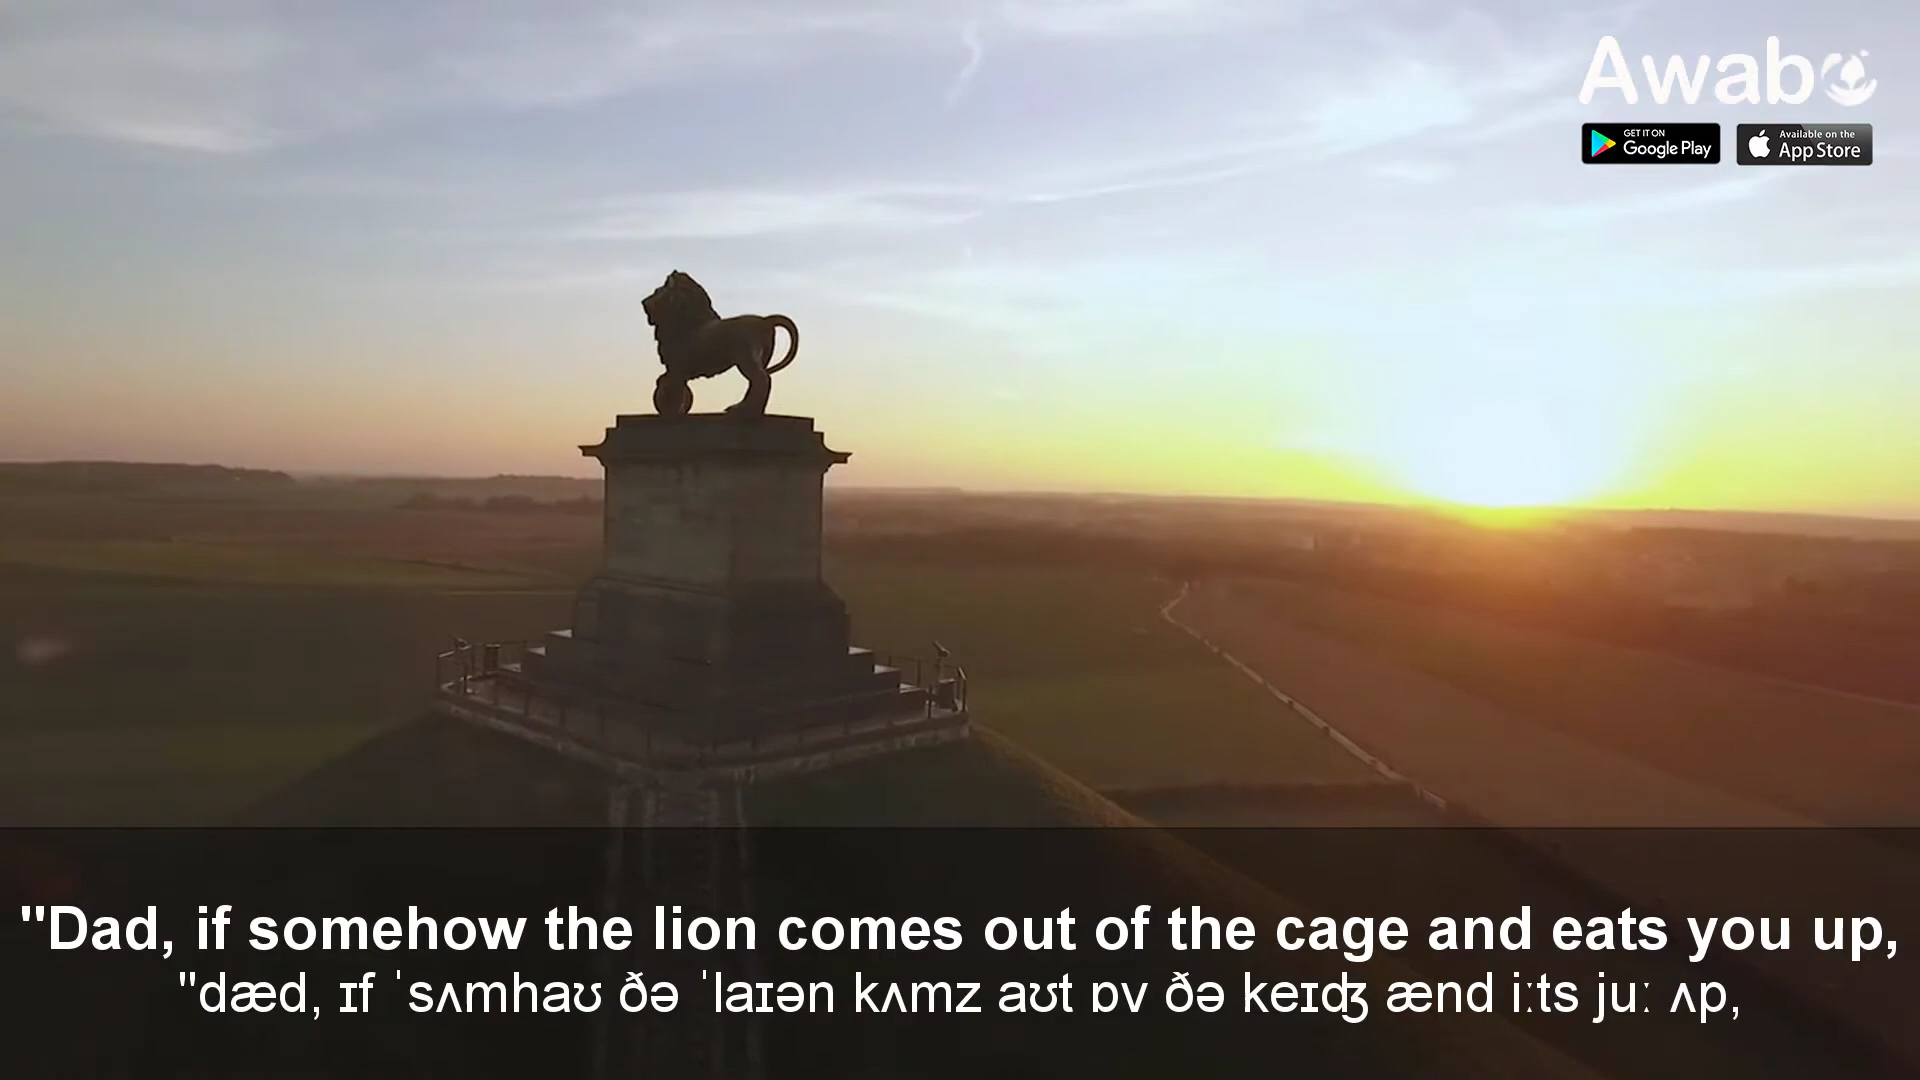 Awabe
GET IT ON
Google Play
Available on the
App Store
"Dad, if somehow the lion comes out of the cage and eats you up,
"dæd, ɪf ˈsʌmhaʊ ðə ˈlaɪən kʌmz aʊt ɒv ðə keɪʤ ænd iːts juː ʌp,